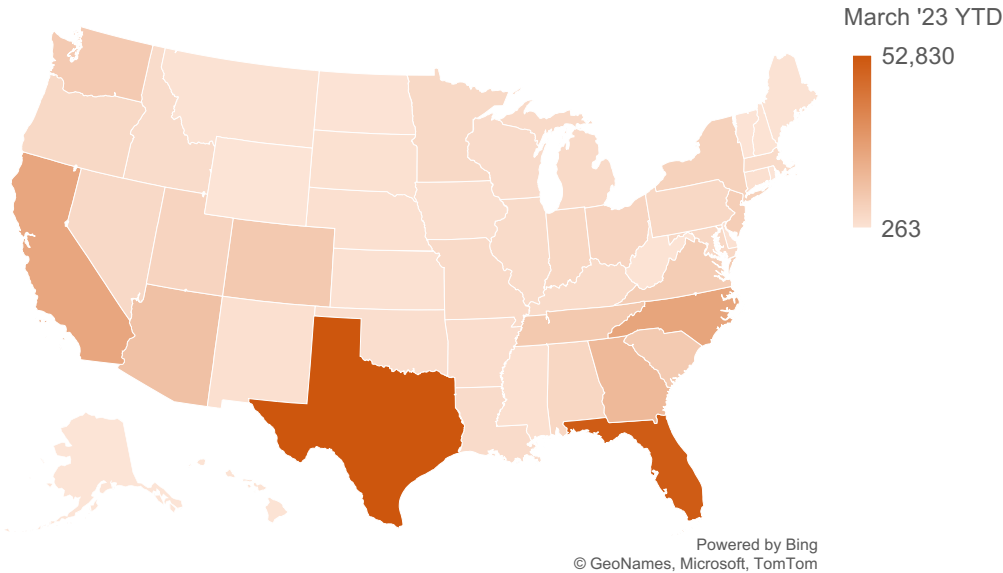 March '23 YTD
52,830
263
Powered by Bing
© GeoNames, Microsoft, TomTom